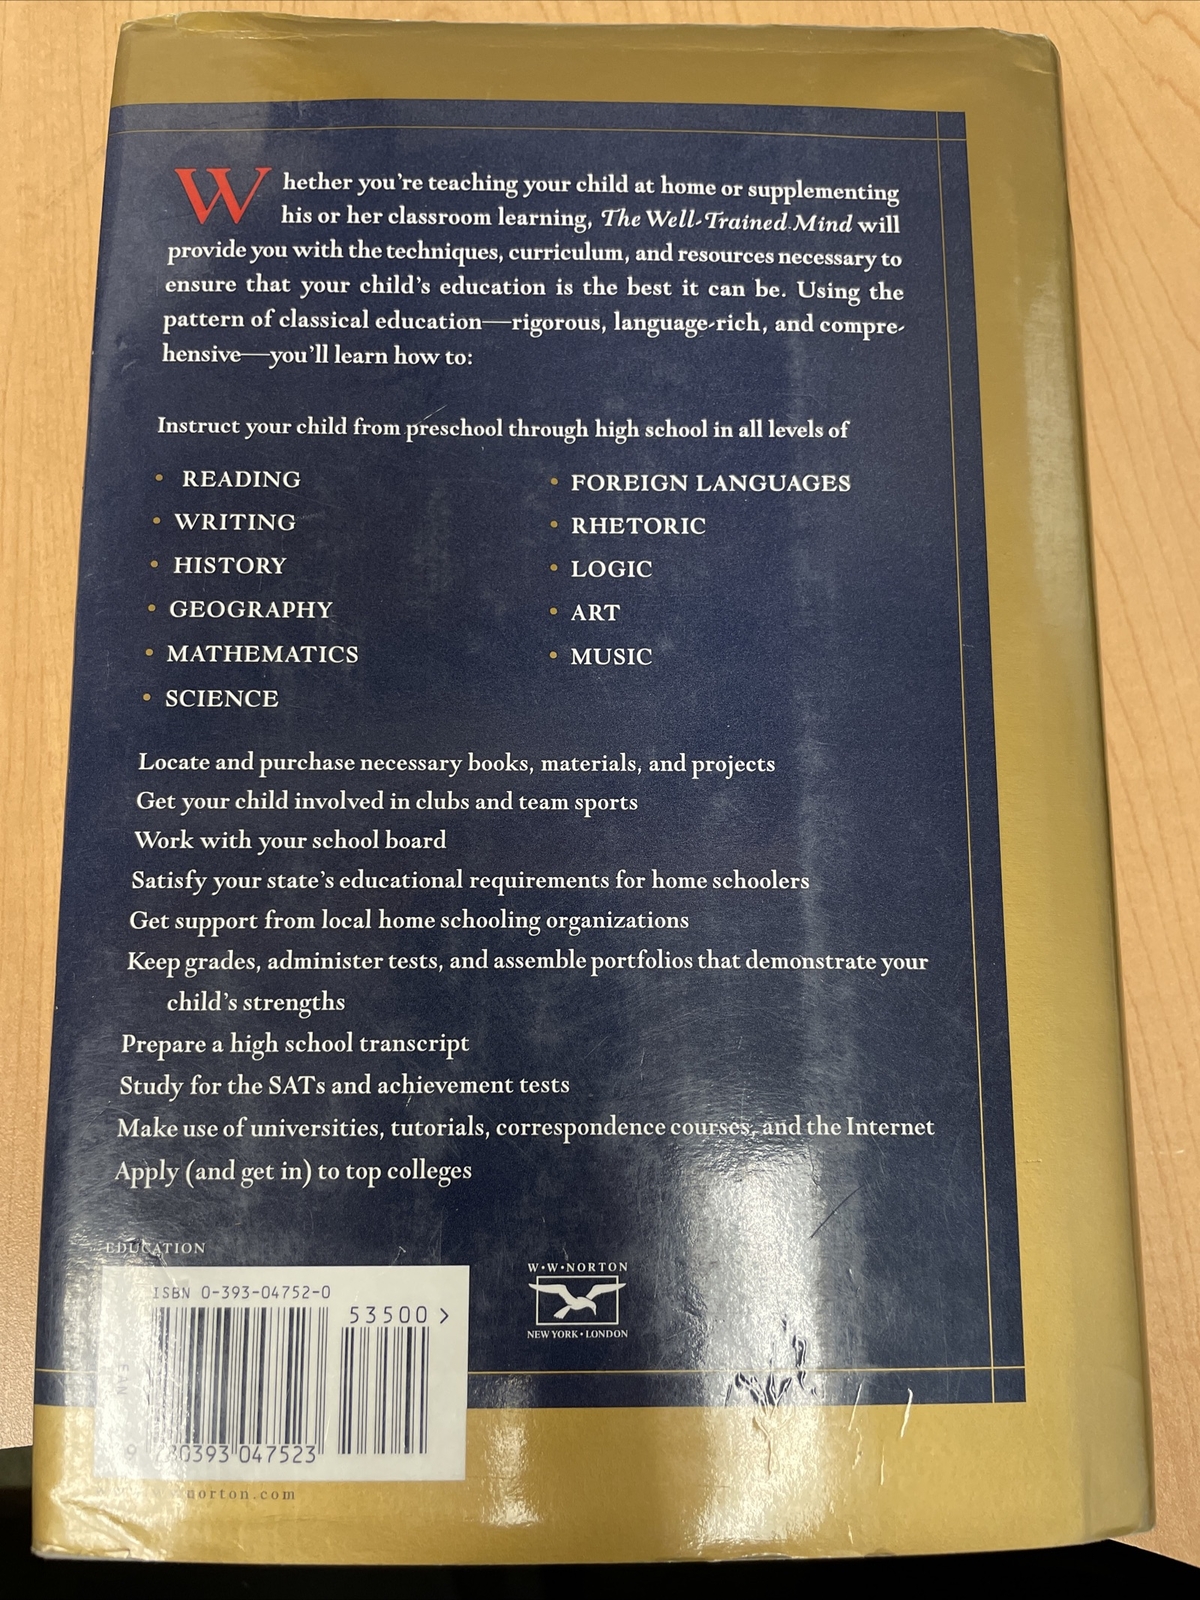 Whether you're teaching your child at home or supplementing
his or her classroom learning, The Well-Trained Mind will
provide you with the techniques, curriculum, and resources necessary to
ensure that your child's education is the best it can be. Using the
pattern of classical education—rigorous, language-rich, and compre-
hensive—you'll learn how to:
Instruct your child from preschool through high school in all levels of
• READING
• WRITING
• HISTORY
• GEOGRAPHY
• MATHEMATICS
• SCIENCE
• FOREIGN LANGUAGES
• RHETORIC
• LOGIC
• ART
• MUSIC
Locate and purchase necessary books, materials, and projects
Get your child involved in clubs and team sports
Work with your school board
Satisfy your state's educational requirements for home schoolers
Get support from local home schooling organizations
Keep grades, administer tests, and assemble portfolios that demonstrate your
child's strengths
Prepare a high school transcript
Study for the SATs and achievement tests
Make use of universities, tutorials, correspondence courses, and the Internet
Apply (and get in) to top colleges
EDUCATION
ISBN 0-393-04752-0
53500 >
EAN
9 780393 047523
norton.com
W·W·NORTON
NEW YORK • LONDON